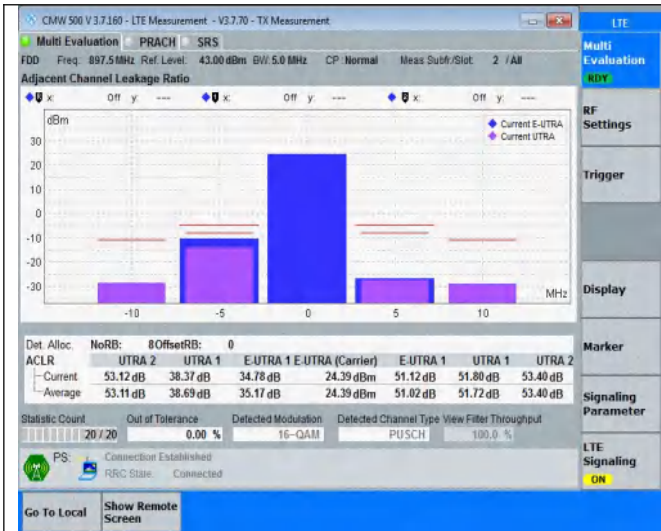 CMW 500 V 3.7.160 - LTE Measurement - V3.7.70 - TX Measurement
LTE
Multi Evaluation PRACH SRS
Multi
Evaluation
RDY
FDD Freq: 897.5 MHz Ref. Level: 43.00 dBm BW: 5.0 MHz CP :Normal Meas Subfr./Slot: 2 / All
Adjacent Channel Leakage Ratio
x: Off y: --- x: Off y: --- x: Off y: ---
dBm
Current E-UTRA
Current UTRA
30
20
10
0
-10
-20
-30
-10 -5 0 5 10 MHz
RF
Settings
Trigger
Display
Marker
Signaling
Parameter
LTE
Signaling
ON
Det. Alloc. NoRB: 8 OffsetRB: 0
ACLR UTRA 2 UTRA 1 E-UTRA 1 E-UTRA (Carrier) E-UTRA 1 UTRA 1 UTRA 2
Current 53.12 dB 38.37 dB 34.78 dB 24.39 dBm 51.12 dB 51.80 dB 53.40 dB
Average 53.11 dB 38.69 dB 35.17 dB 24.39 dBm 51.02 dB 51.72 dB 53.40 dB
Statistic Count Out of Tolerance Detected Modulation Detected Channel Type View Filter Throughput
20 / 20 0.00 % 16-QAM PUSCH 100.0 %
PS: Connection Established
RRC State: Connected
Go To Local
Show Remote
Screen